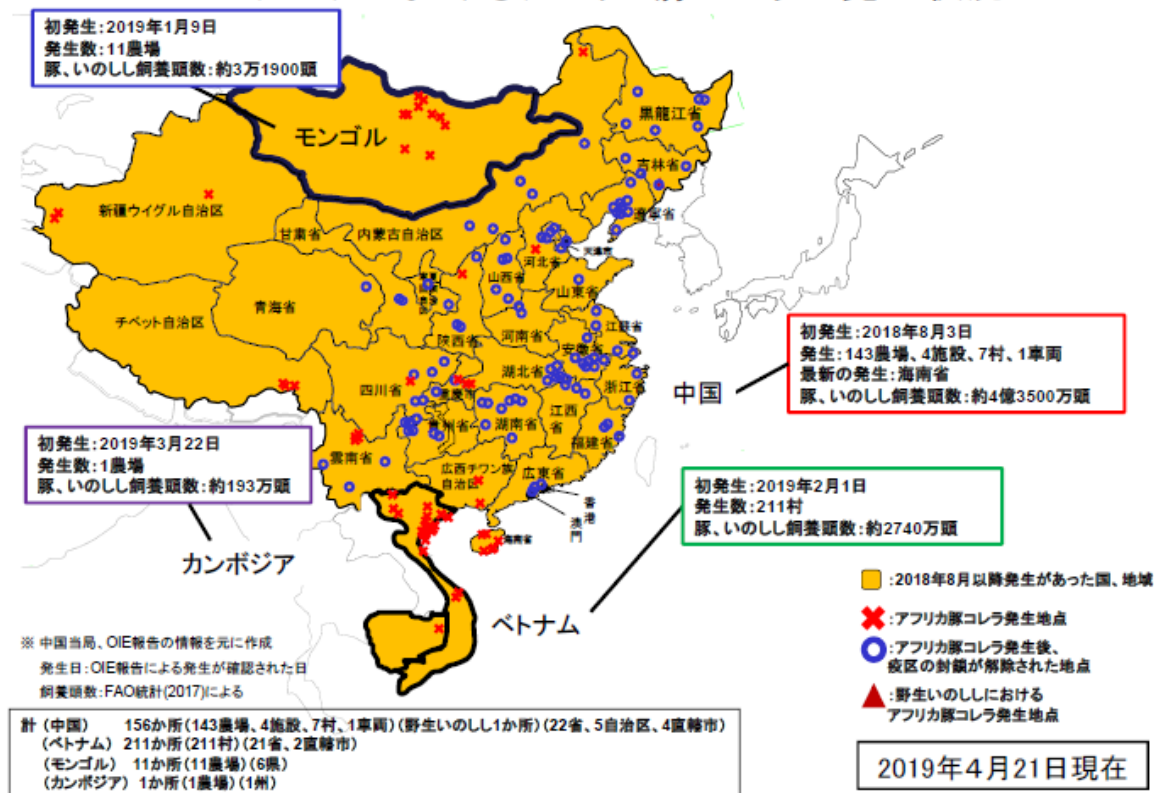 初発生:2019年1月9日
発生数:11農場
豚、いのしし飼養頭数:約3万1900頭
モンゴル
黒龍江省
吉林省
遼寧省
新疆ウイグル自治区
甘粛省
内蒙古自治区
河北省
天津市
山西省
山東省
青海省
チベット自治区
陝西省
河南省
江蘇省
安徽省
湖北省
四川省
重慶市
浙江省
江西省
湖南省
貴州省
福建省
雲南省
広西チワン族自治区
広東省
香港
澳門
海南省
初発生:2018年8月3日
発生:143農場、4施設、7村、1車両
最新の発生:海南省
豚、いのしし飼養頭数:約4億3500万頭
中国
初発生:2019年3月22日
発生数:1農場
豚、いのしし飼養頭数:約193万頭
カンボジア
初発生:2019年2月1日
発生数:211村
豚、いのしし飼養頭数:約2740万頭
ベトナム
:2018年8月以降発生があった国、地域
:アフリカ豚コレラ発生地点
:アフリカ豚コレラ発生後、
疫区の封鎖が解除された地点
:野生いのししにおける
アフリカ豚コレラ発生地点
※ 中国当局、OIE報告の情報を元に作成
発生日:OIE報告による発生が確認された日
飼養頭数:FAO統計(2017)による
計 (中国) 156か所(143農場、4施設、7村、1車両)(野生いのしし1か所)(22省、5自治区、4直轄市)
(ベトナム) 211か所(211村)(21省、2直轄市)
(モンゴル) 11か所(11農場)(6県)
(カンボジア) 1か所(1農場)(1州)
2019年4月21日現在